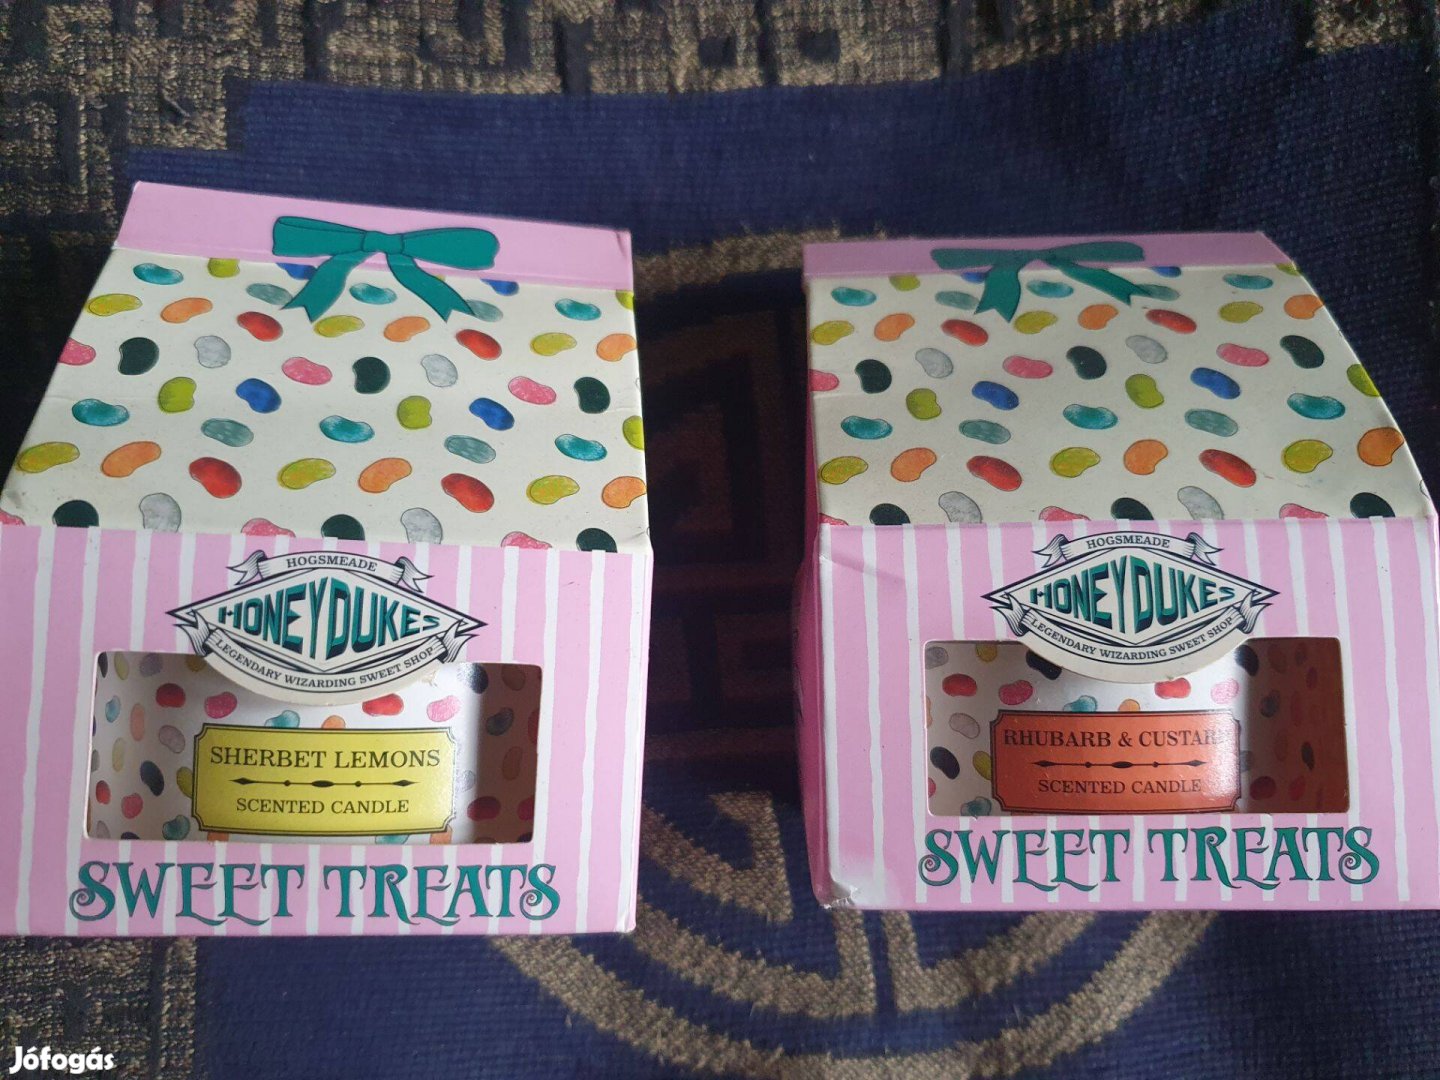 HOGSMEADE
HONEYDUKES
LEGENDARY WIZARDING SWEET SHOP
SHERBET LEMONS
SCENTED CANDLE
SWEET TREATS
HOGSMEADE
HONEYDUKES
LEGENDARY WIZARDING SWEET SHOP
RHUBARB & CUSTAR
SCENTED CANDLE
SWEET TREATS
Jófogás